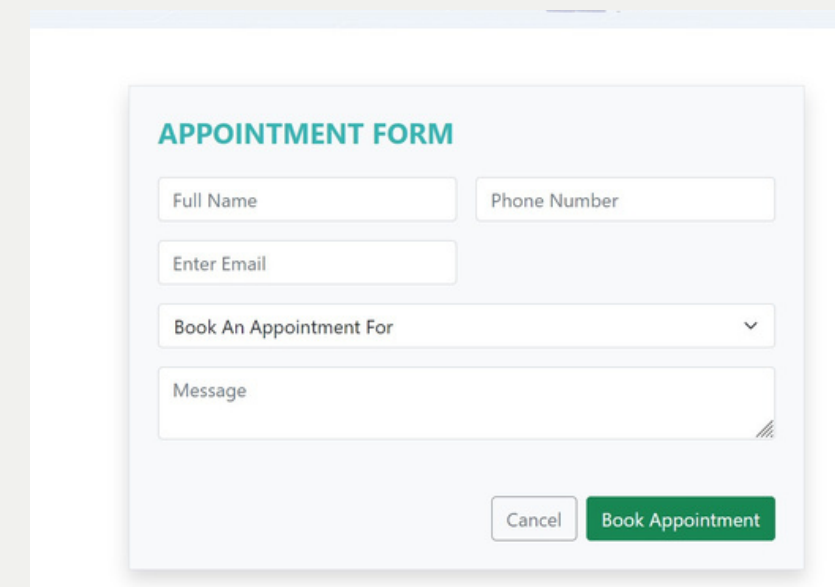 APPOINTMENT FORM
Full Name
Phone Number
Enter Email
Book An Appointment For
Message
Cancel
Book Appointment